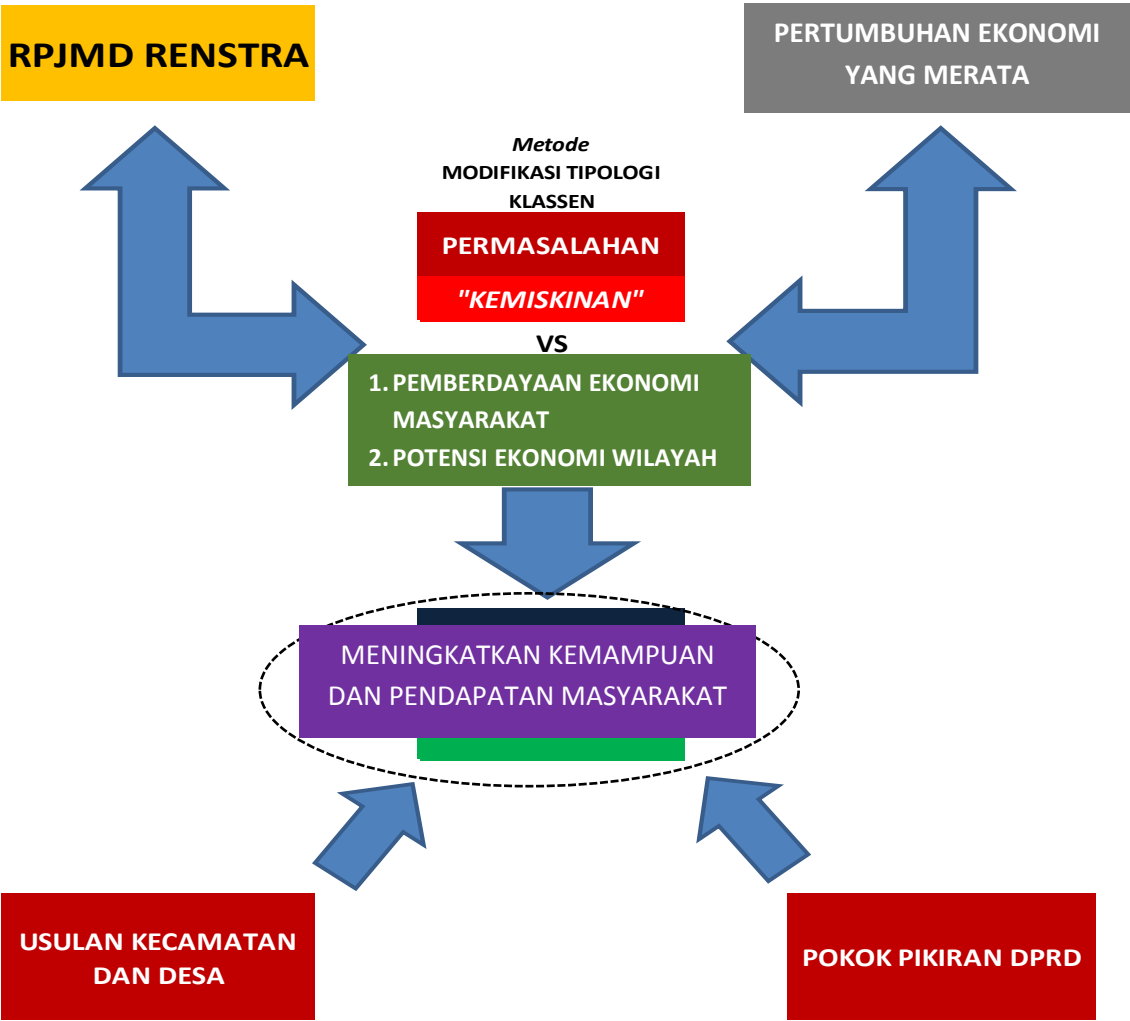 RPJMD RENSTRA
PERTUMBUHAN EKONOMI
YANG MERATA
Metode
MODIFIKASI TIPOLOGI
KLASSEN
PERMASALAHAN
"KEMISKINAN"
VS
1. PEMBERDAYAAN EKONOMI
MASYARAKAT
2. POTENSI EKONOMI WILAYAH
MENINGKATKAN KEMAMPUAN
DAN PENDAPATAN MASYARAKAT
USULAN KECAMATAN
DAN DESA
POKOK PIKIRAN DPRD